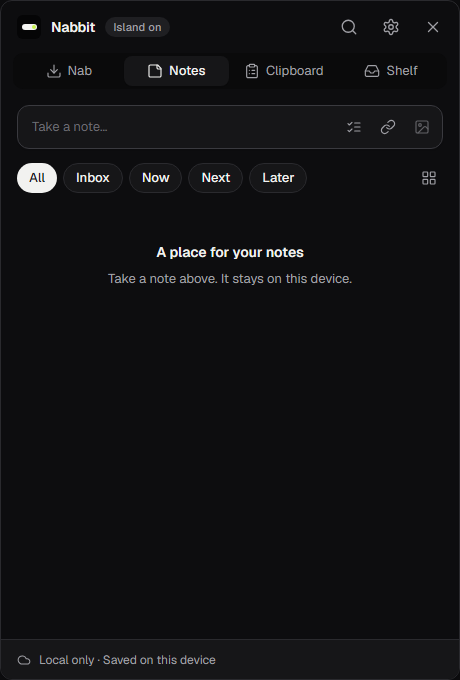 Nabbit Island on
Nab Notes Clipboard Shelf
Take a note...
All Inbox Now Next Later
A place for your notes
Take a note above. It stays on this device.
Local only · Saved on this device